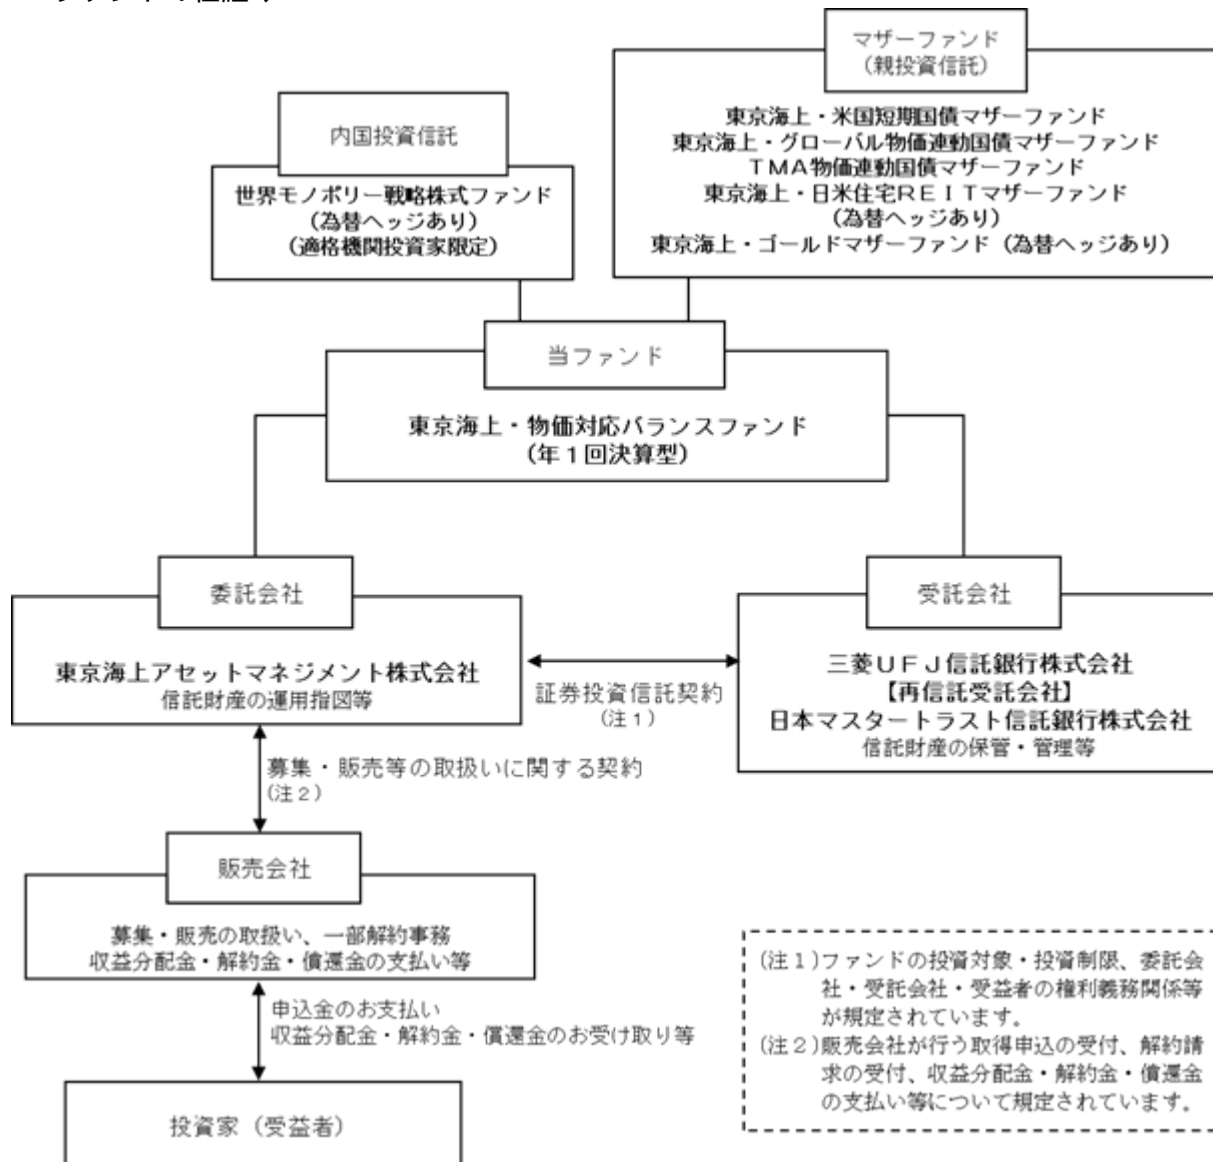 マザーファンド
(親投資信託)
東京海上・米国短期国債マザーファンド
東京海上・グローバル物価連動国債マザーファンド
ＴＭＡ物価連動国債マザーファンド
東京海上・日米住宅ＲＥＩＴマザーファンド
(為替ヘッジあり)
東京海上・ゴールドマザーファンド（為替ヘッジあり）
内国投資信託
世界モノポリー戦略株式ファンド
(為替ヘッジあり)
(適格機関投資家限定)
当ファンド
東京海上・物価対応バランスファンド
(年１回決算型)
委託会社
東京海上アセットマネジメント株式会社
信託財産の運用指図等
証券投資信託契約
(注１)
受託会社
三菱ＵＦＪ信託銀行株式会社
【再信託受託会社】
日本マスタートラスト信託銀行株式会社
信託財産の保管・管理等
募集・販売等の取扱いに関する契約
(注２)
販売会社
募集・販売の取扱い、一部解約事務
収益分配金・解約金・償還金の支払い等
申込金のお支払い
収益分配金・解約金・償還金のお受け取り等
投資家（受益者）
(注１)ファンドの投資対象・投資制限、委託会
社・受託会社・受益者の権利義務関係等
が規定されています。
(注２)販売会社が行う取得申込の受付、解約請
求の受付、収益分配金・解約金・償還金
の支払い等について規定されています。